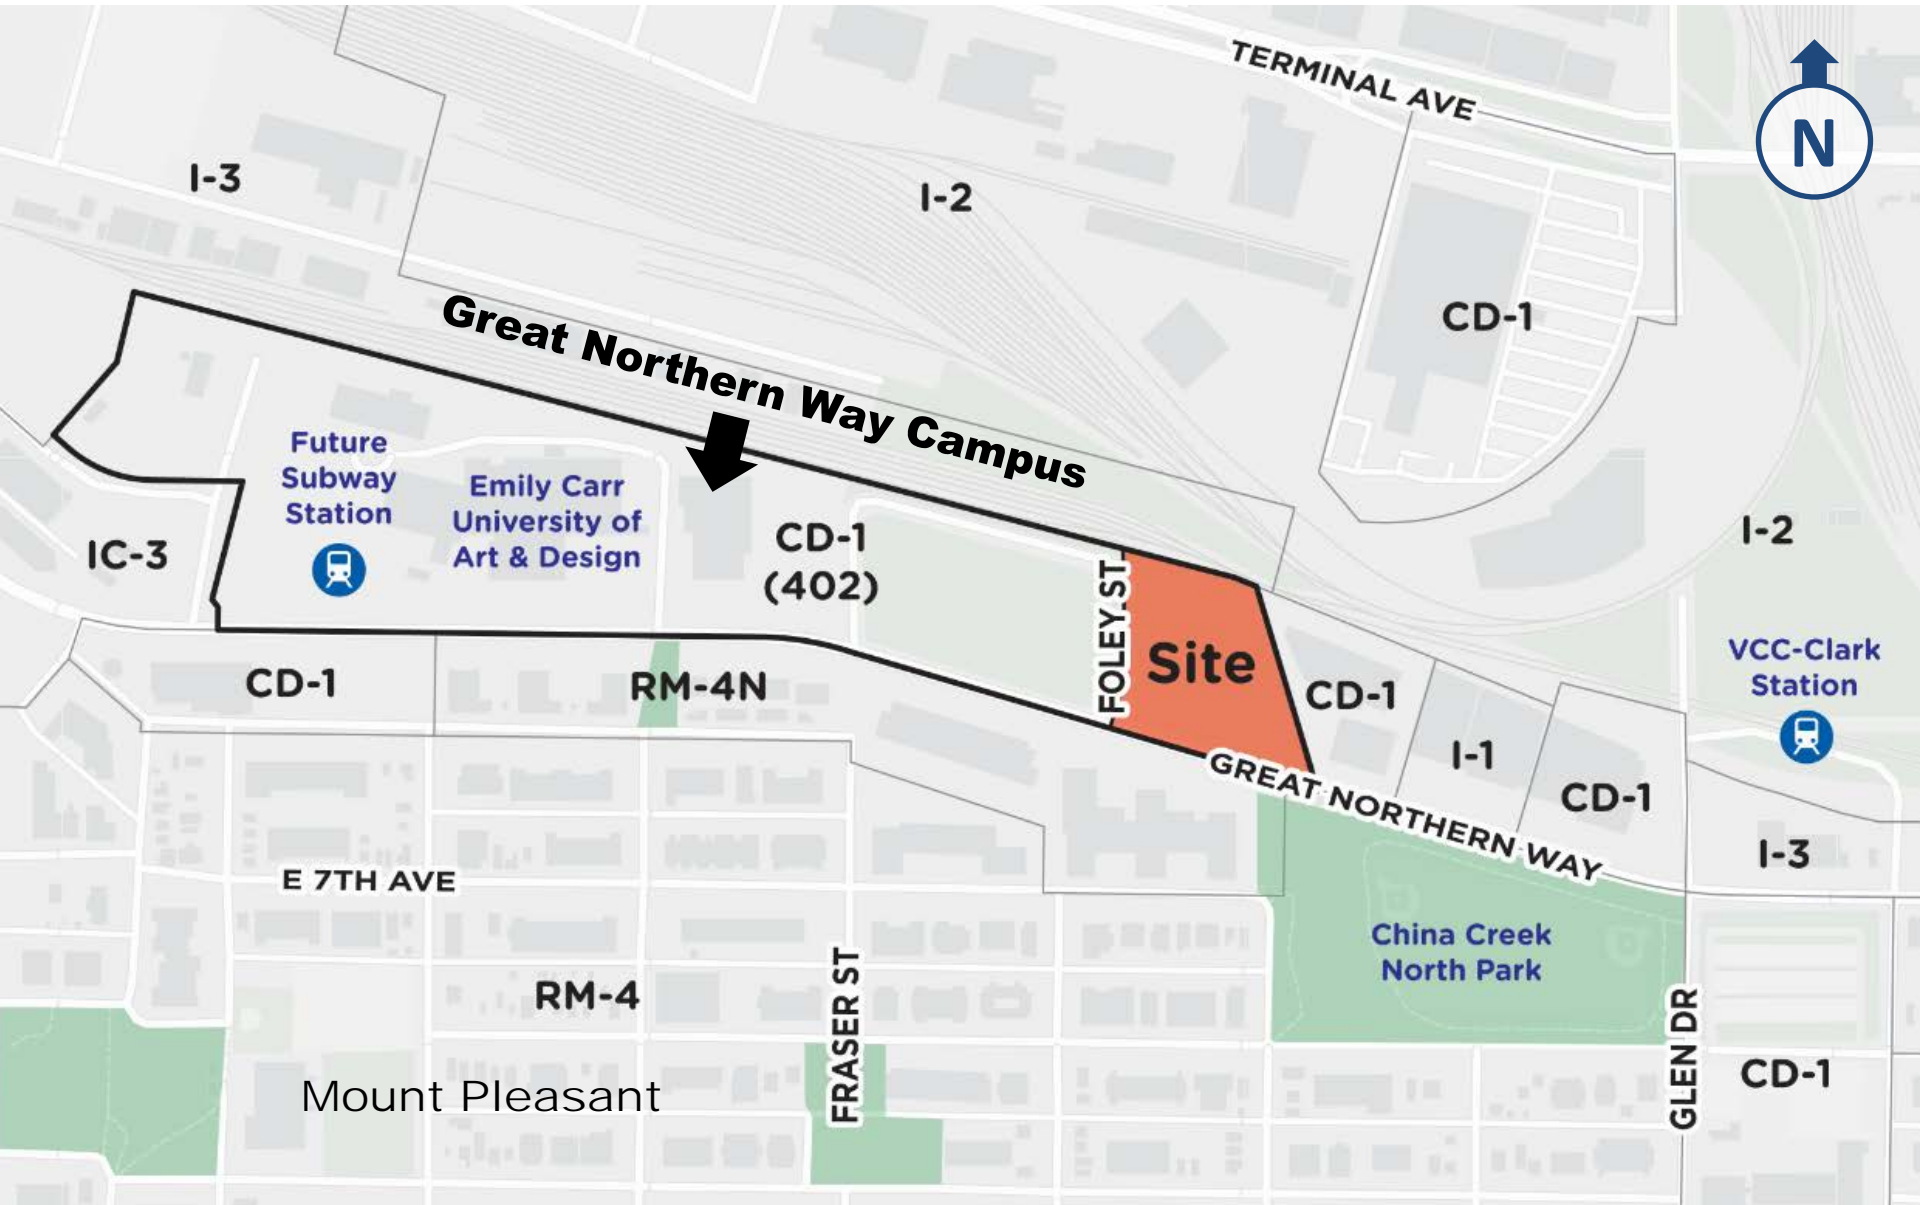 TERMINAL AVE
N
I-3
I-2
CD-1
Great Northern Way Campus
Future
Subway
Station
Emily Carr
University of
Art & Design
CD-1
(402)
IC-3
I-2
FOLEY ST
Site
CD-1
VCC-Clark
Station
CD-1
RM-4N
I-1
CD-1
GREAT NORTHERN WAY
I-3
E 7TH AVE
China Creek
North Park
RM-4
FRASER ST
GLEN DR
CD-1
Mount Pleasant